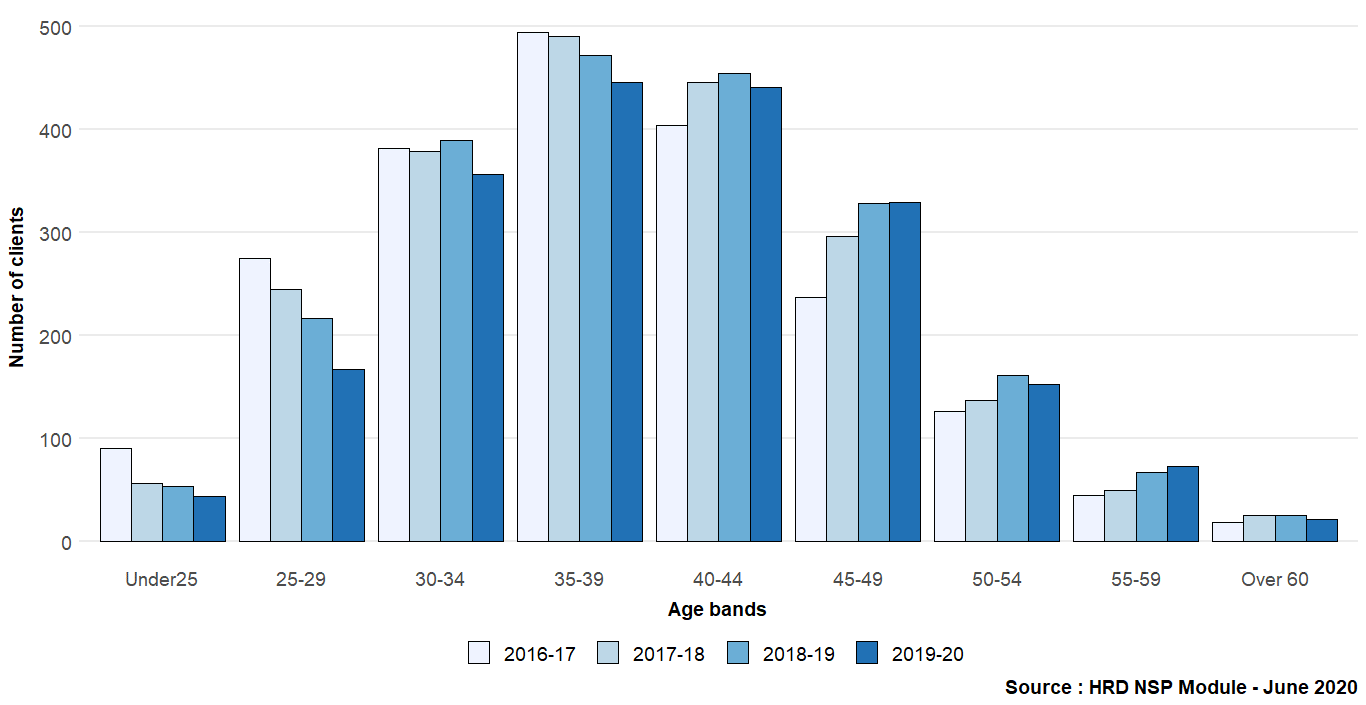 500
400
300
200
100
0
Number of clients
Under25 25-29 30-34 35-39 40-44 45-49 50-54 55-59 Over 60
Age bands
2016-17 2017-18 2018-19 2019-20
Source : HRD NSP Module - June 2020